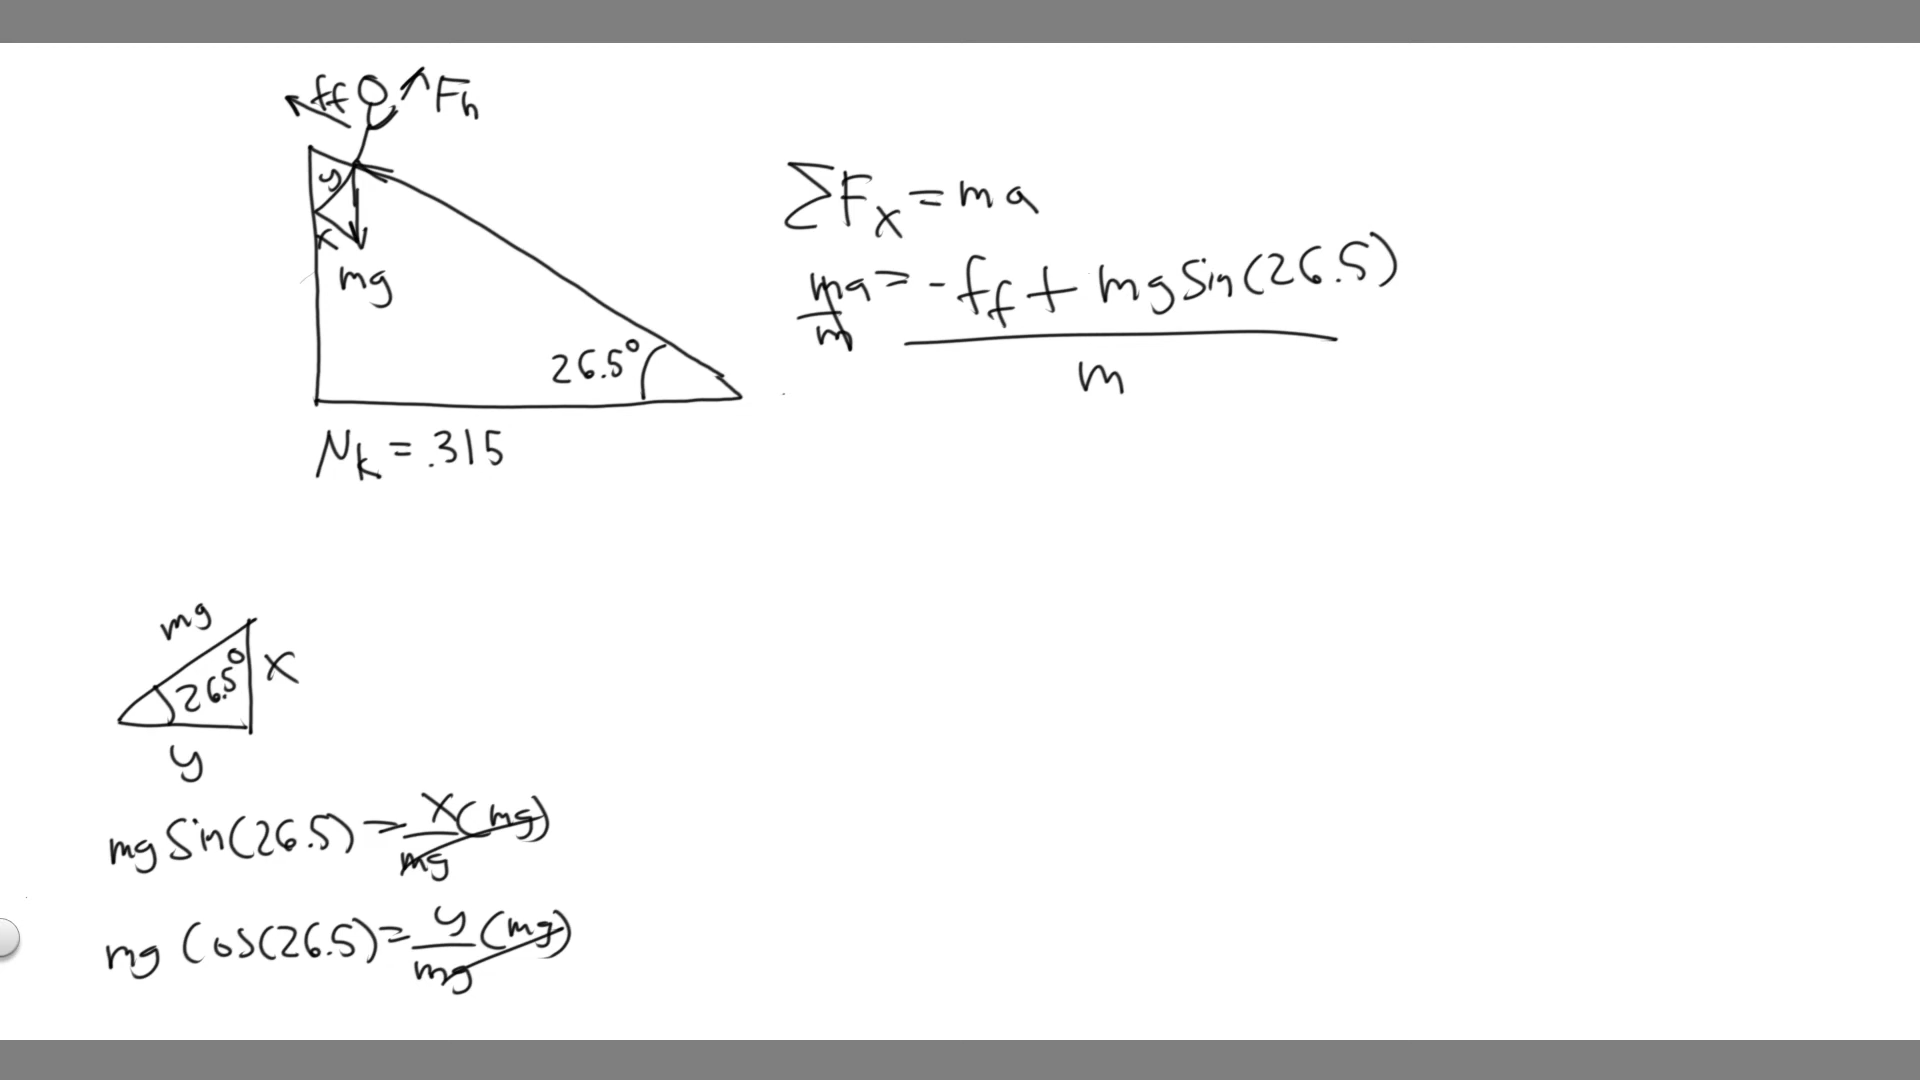 ff Fn
y
x
mg
26.5°
Nk = .315
ΣFx = ma
ma = -ff + mg Sin(26.5)
m m
mg
26.5° x
y
mg Sin(26.5) = x(mg)
mg
mg Cos(26.5) = y(mg)
mg